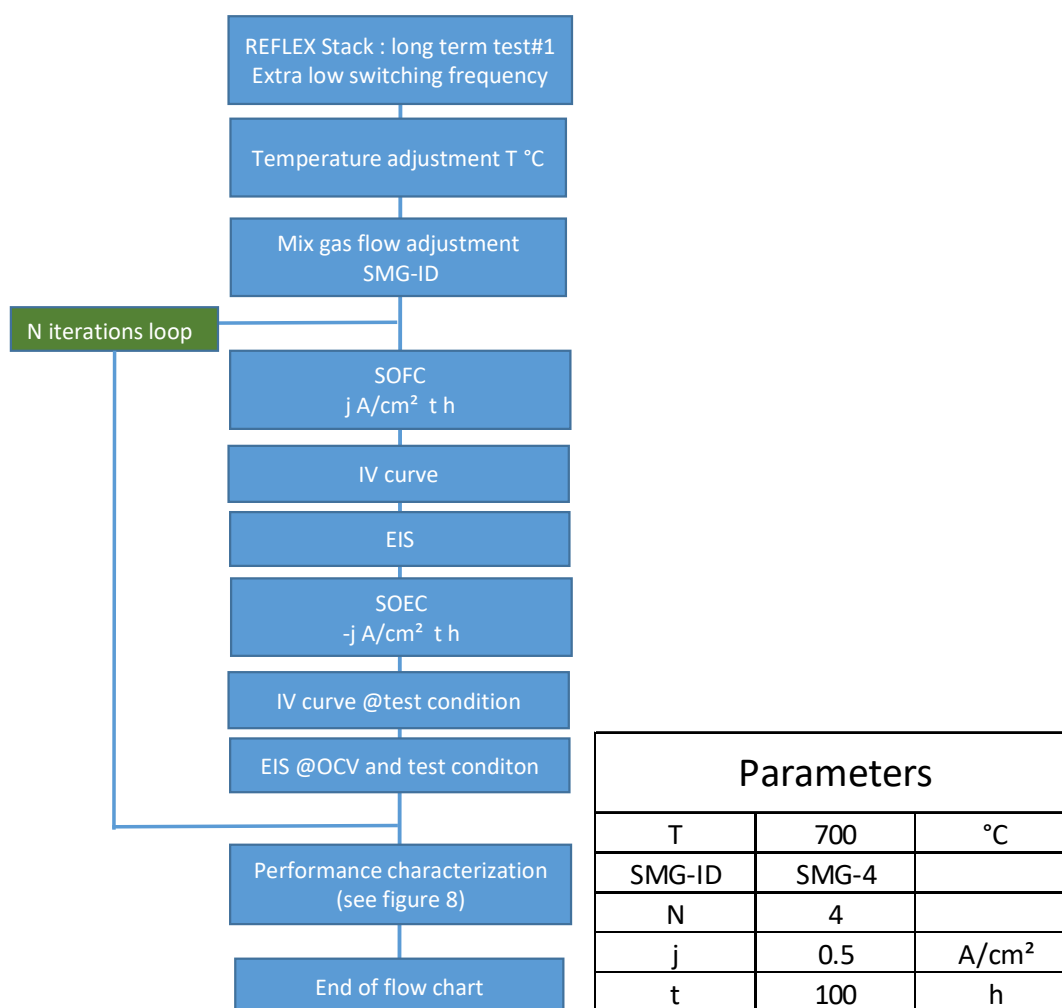 REFLEX Stack : long term test#1
Extra low switching frequency
Temperature adjustment T °C
Mix gas flow adjustment
SMG-ID
N iterations loop
SOFC
j A/cm² t h
IV curve
EIS
SOEC
-j A/cm² t h
IV curve @test condition
EIS @OCV and test conditon
Performance characterization
(see figure 8)
End of flow chart
Parameters
T 700 °C
SMG-ID SMG-4
N 4
j 0.5 A/cm²
t 100 h